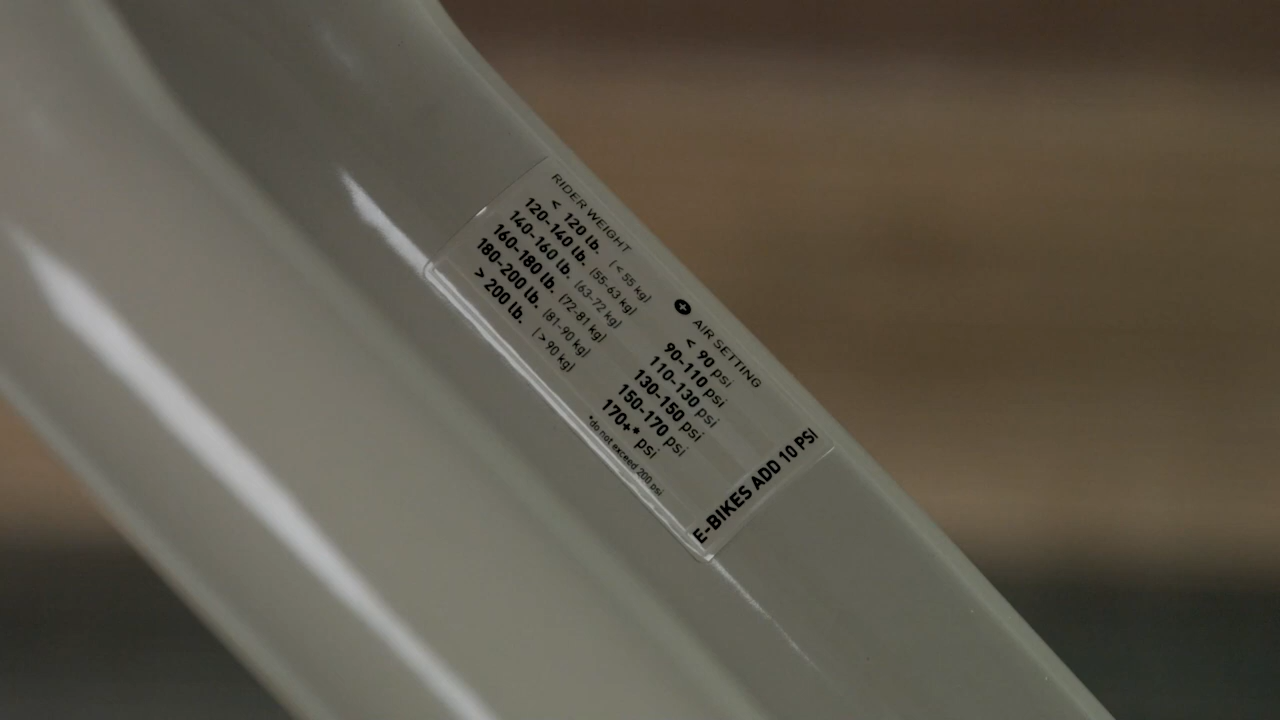 RIDER WEIGHT
< 120 lb. (< 55 kg)
120-140 lb. (55-63 kg)
140-160 lb. (63-72 kg)
160-180 lb. (72-81 kg)
180-200 lb. (81-90 kg)
> 200 lb. (> 90 kg)
+ AIR SETTING
< 90 psi
90-110 psi
110-130 psi
130-150 psi
150-170 psi
170+* psi
*do not exceed 200 psi
E-BIKES ADD 10 PSI